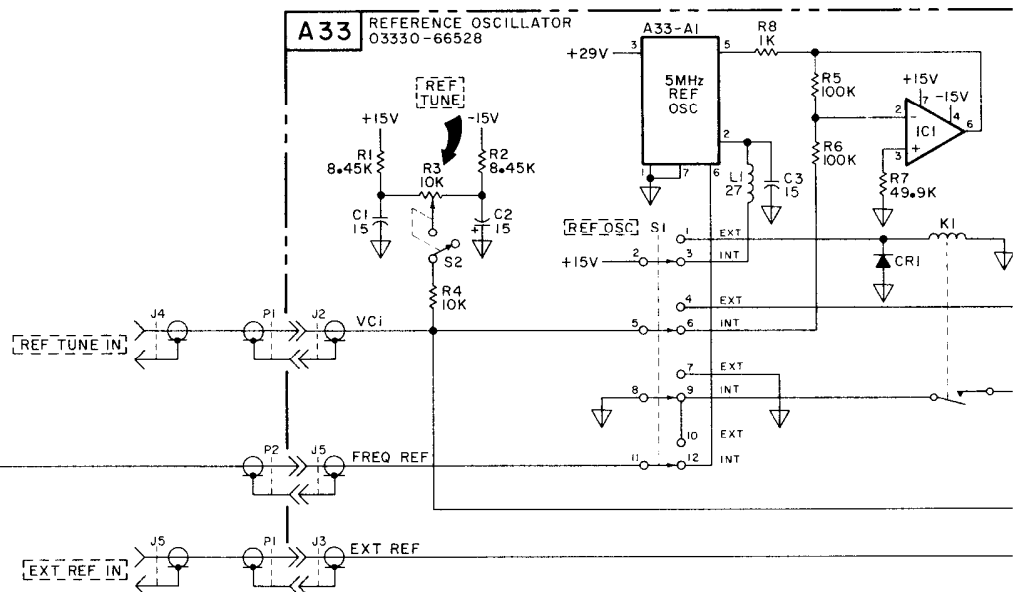 A33
REFERENCE OSCILLATOR
03330-66528
A33-A1
R8
1K
+29V
3
5
5MHz
REF
OSC
2
1
7
6
R5
100K
+15V
7
-15V
4
2
-
IC1
6
3
+
R6
100K
R7
49.9K
REF
TUNE
+15V
-15V
R1
8.45K
R3
10K
R2
8.45K
C1
15
C2
15
+
S2
R4
10K
L1
27
C3
15
REF OSC
S1
1
EXT
K1
+15V
2
3
INT
CR1
4
EXT
J4
P1
J2
VCi
5
6
INT
REF TUNE IN
7
EXT
8
9
INT
10
EXT
P2
J5
FREQ REF
11
12
INT
J5
P1
J3
EXT REF
EXT REF IN